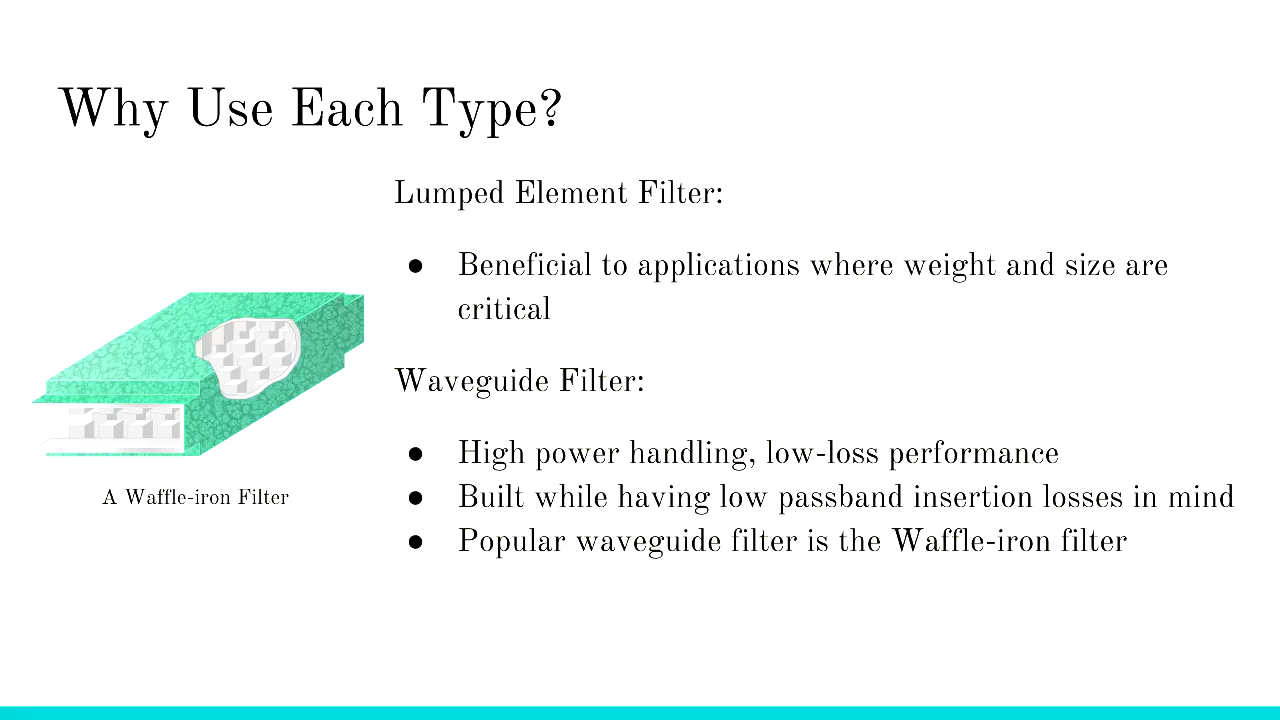 Why Use Each Type?
Lumped Element Filter:
● Beneficial to applications where weight and size are
critical
Waveguide Filter:
● High power handling, low-loss performance
● Built while having low passband insertion losses in mind
● Popular waveguide filter is the Waffle-iron filter
A Waffle-iron Filter